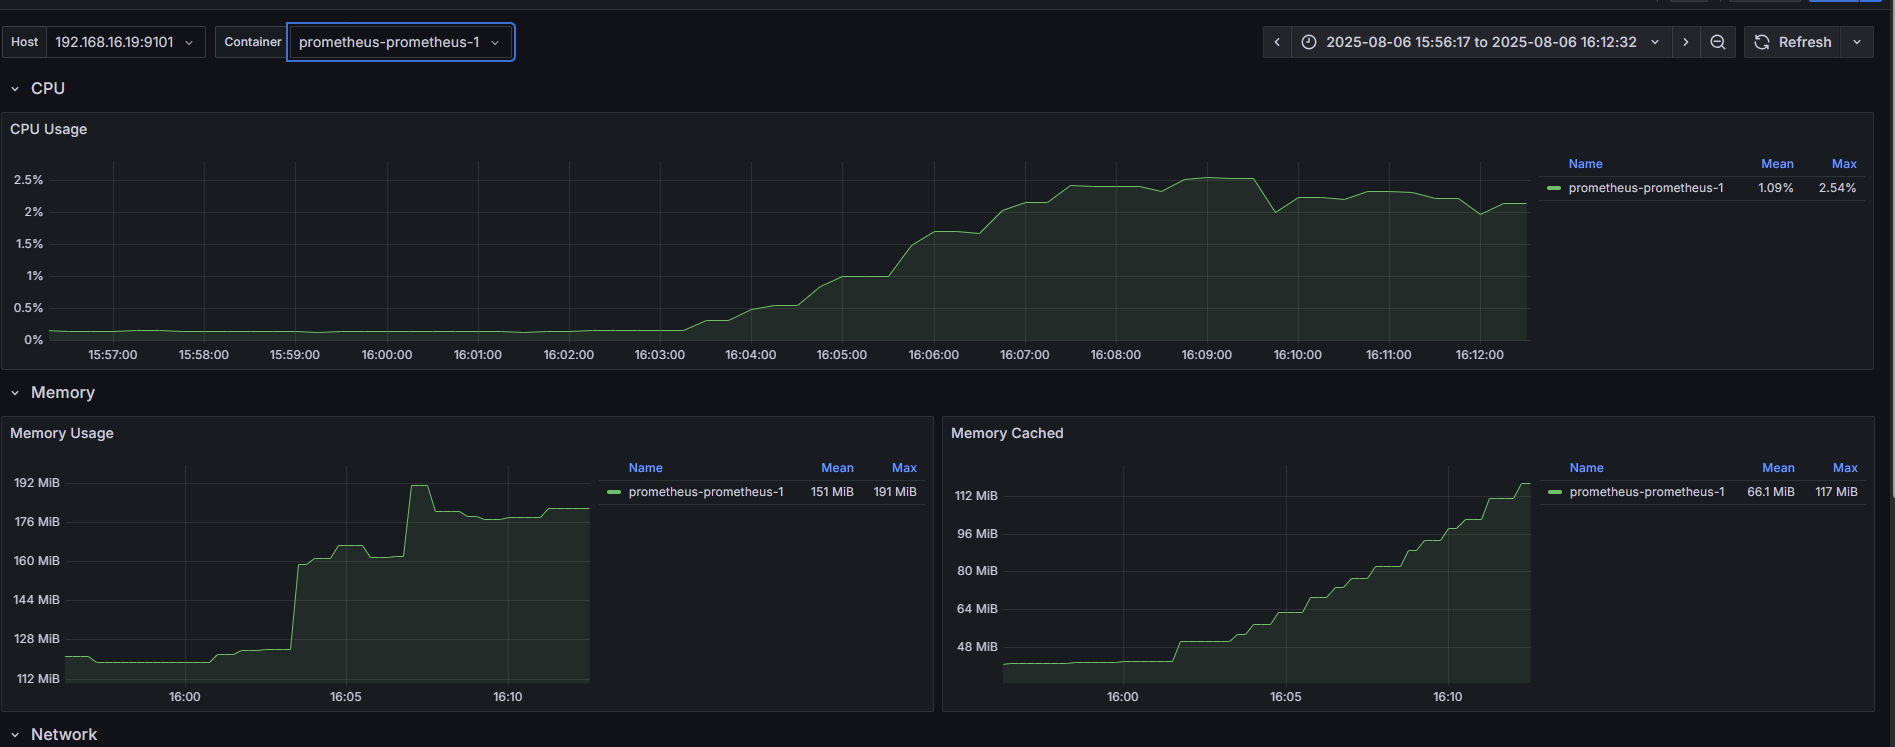 Host 192.168.16.19:9101 Container prometheus-prometheus-1 2025-08-06 15:56:17 to 2025-08-06 16:12:32 Refresh
CPU
CPU Usage
Name Mean Max
prometheus-prometheus-1 1.09% 2.54%
2.5%
2%
1.5%
1%
0.5%
0%
15:57:00 15:58:00 15:59:00 16:00:00 16:01:00 16:02:00 16:03:00 16:04:00 16:05:00 16:06:00 16:07:00 16:08:00 16:09:00 16:10:00 16:11:00 16:12:00
Memory
Memory Usage
Name Mean Max
prometheus-prometheus-1 151 MiB 191 MiB
192 MiB
176 MiB
160 MiB
144 MiB
128 MiB
112 MiB
16:00 16:05 16:10
Memory Cached
Name Mean Max
prometheus-prometheus-1 66.1 MiB 117 MiB
112 MiB
96 MiB
80 MiB
64 MiB
48 MiB
16:00 16:05 16:10
Network